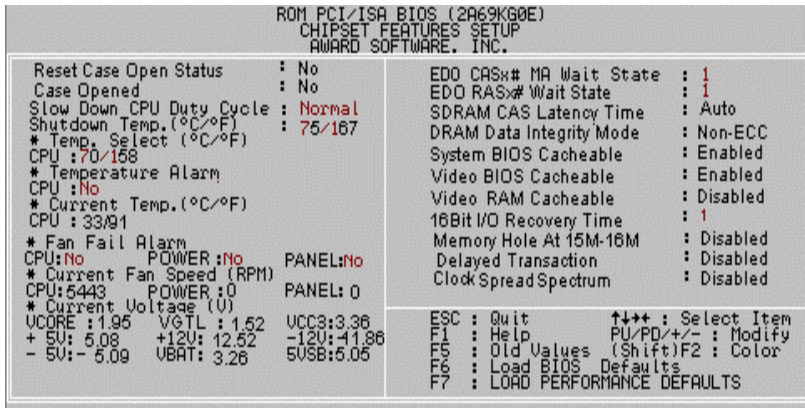 ROM PCI/ISA BIOS (2A69KG0E)
CHIPSET FEATURES SETUP
AWARD SOFTWARE. INC.
Reset Case Open Status : No
Case Opened : No
Slow Down CPU Duty Cycle : Normal
Shutdown Temp.(°C/°F) : 75/167
* Temp. Select (°C/°F)
CPU :70/158
* Temperature Alarm
CPU :No
* Current Temp.(°C/°F)
CPU : 33/91
* Fan Fail Alarm
CPU:No POWER :No PANEL:No
* Current Fan Speed (RPM)
CPU:5443 POWER :0 PANEL: 0
* Current Voltage (V)
VCORE : 1.95 VGTL : 1.52 VCC3:3.36
+ 5V: 5.08 +12V: 12.52 -12V:-11.86
- 5V:- 5.09 VBAT: 3.26 5VSB:5.05
EDO CASx# MA Wait State : 1
EDO RASx# Wait State : 1
SDRAM CAS Latency Time : Auto
DRAM Data Integrity Mode : Non-ECC
System BIOS Cacheable : Enabled
Video BIOS Cacheable : Enabled
Video RAM Cacheable : Disabled
16Bit I/O Recovery Time : 1
Memory Hole At 15M-16M : Disabled
Delayed Transaction : Disabled
Clock Spread Spectrum : Disabled
ESC : Quit ↑↓→← : Select Item
F1 : Help PU/PD/+/- : Modify
F5 : Old Values (Shift)F2 : Color
F6 : Load BIOS Defaults
F7 : LOAD PERFORMANCE DEFAULTS